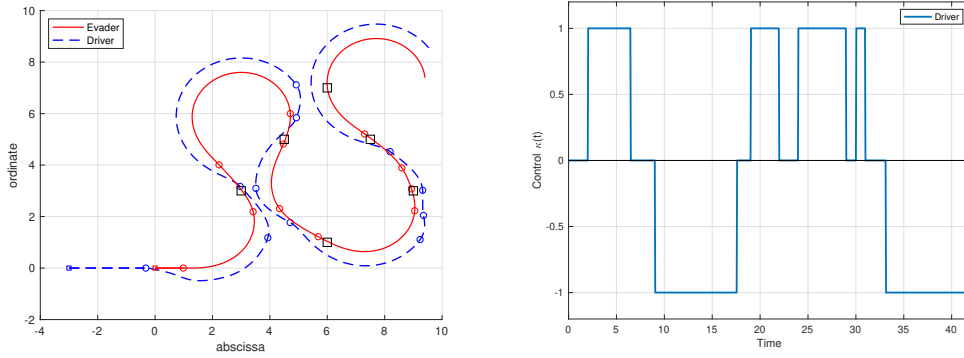 10
8
6
4
2
0
-2
ordinate
Evader
Driver
-4 -2 0 2 4 6 8 10
abscissa
1
0.5
0
-0.5
-1
Control κ(t)
Driver
0 5 10 15 20 25 30 35 40
Time